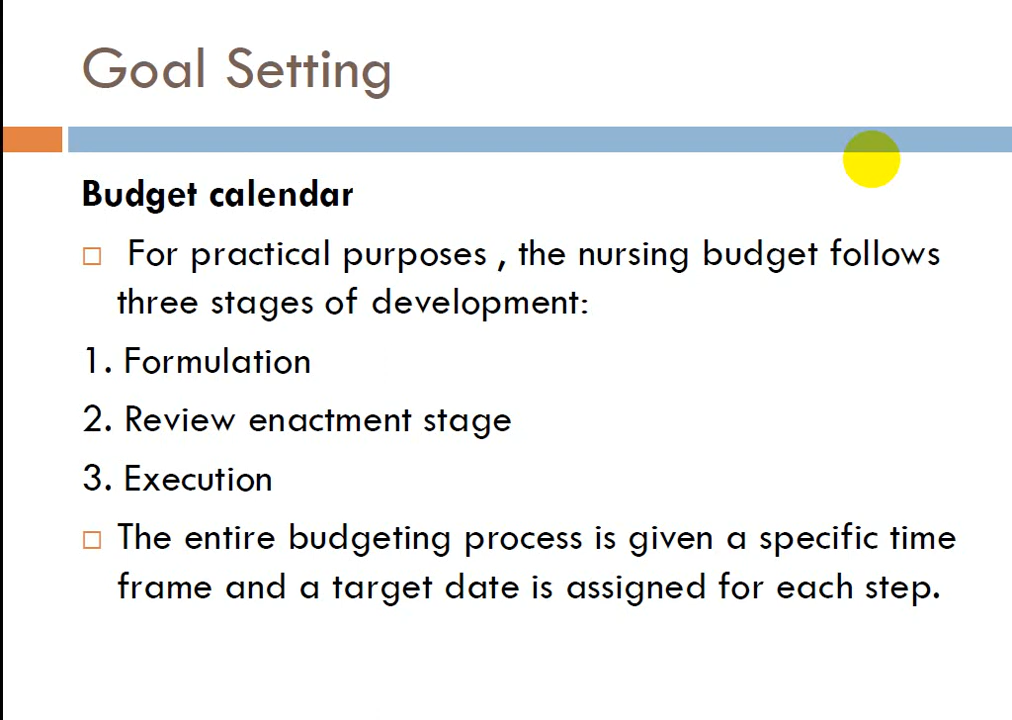 Goal Setting
Budget calendar
For practical purposes , the nursing budget follows
three stages of development:
1. Formulation
2. Review enactment stage
3. Execution
The entire budgeting process is given a specific time
frame and a target date is assigned for each step.